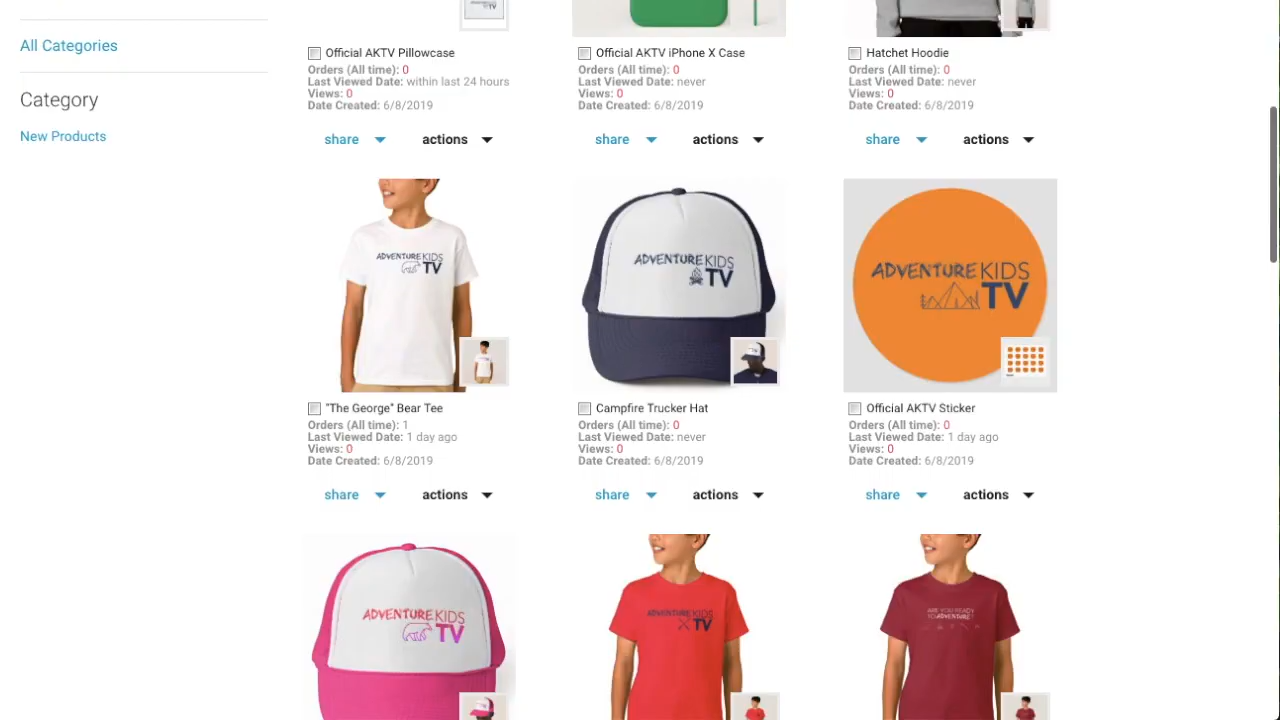 All Categories
Category
New Products
Official AKTV Pillowcase
Orders (All time): 0
Last Viewed Date: within last 24 hours
Views: 0
Date Created: 6/8/2019
share
actions
Official AKTV iPhone X Case
Orders (All time): 0
Last Viewed Date: never
Views: 0
Date Created: 6/8/2019
share
actions
Hatchet Hoodie
Orders (All time): 0
Last Viewed Date: never
Views: 0
Date Created: 6/8/2019
share
actions
ADVENTURE KIDS
TV
"The George" Bear Tee
Orders (All time): 1
Last Viewed Date: 1 day ago
Views: 0
Date Created: 6/8/2019
share
actions
ADVENTURE KIDS
TV
Campfire Trucker Hat
Orders (All time): 0
Last Viewed Date: never
Views: 0
Date Created: 6/8/2019
share
actions
ADVENTURE KIDS
TV
Official AKTV Sticker
Orders (All time): 0
Last Viewed Date: 1 day ago
Views: 0
Date Created: 6/8/2019
share
actions
ADVENTURE KIDS
TV
ADVENTURE KIDS
TV
ARE YOU READY
TO ADVENTURE?